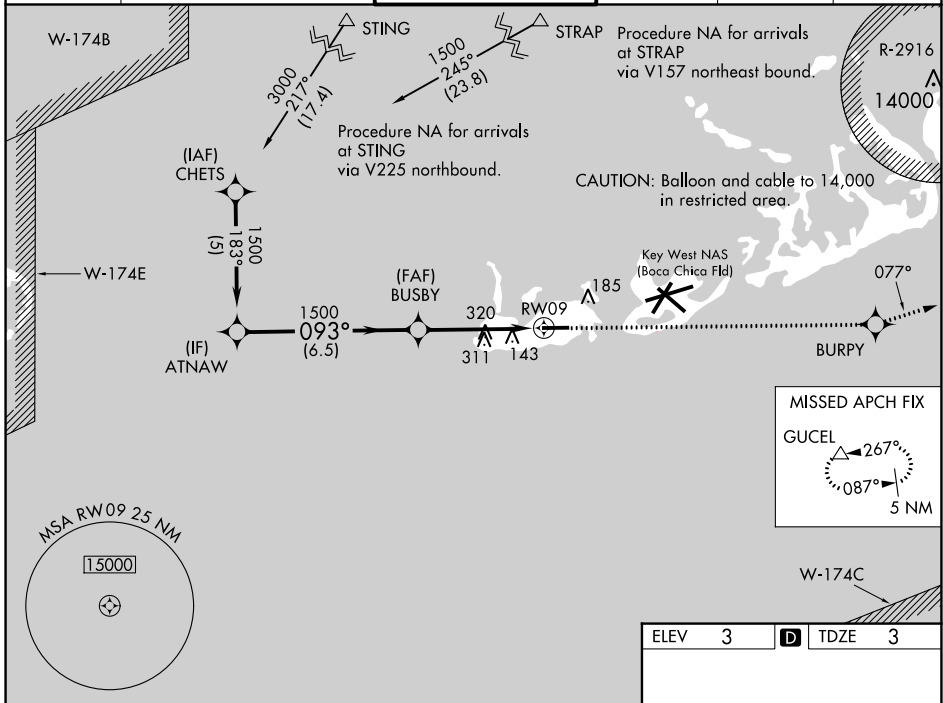 W-174B
STING
3000
217°
(17.4)
STRAP
1500
245°
(23.8)
Procedure NA for arrivals
at STRAP
via V157 northeast bound.
R-2916
14000
Procedure NA for arrivals
at STING
via V225 northbound.
(IAF)
CHETS
CAUTION: Balloon and cable to 14,000
in restricted area.
1500
183°
(5)
W-174E
Key West NAS
(Boca Chica Fld)
077°
(FAF)
BUSBY
185
1500
093°
(6.5)
320
RW09
(IF)
ATNAW
311
143
BURPY
MISSED APCH FIX
GUCEL
267°
087°
5 NM
MSA RW09 25 NM
15000
W-174C
ELEV 3 D TDZE 3